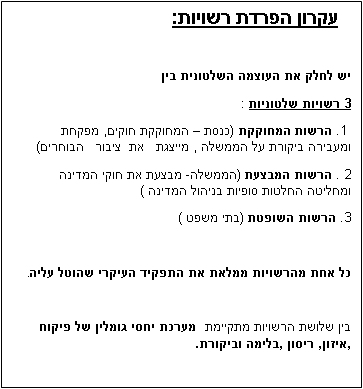 עקרון הפרדת רשויות:
יש לחלק את העוצמה השלטונית בין
3 רשויות שלטוניות :
1. הרשות המחוקקת (כנסת – המחוקקת חוקים, מפקחת
ומעבירה ביקורת על הממשלה , מייצגת את ציבור הבוחרים)
2. הרשות המבצעת (הממשלה- מבצעת את חוקי המדינה
ומחליטה החלטות סופיות בניהול המדינה )
3. הרשות השופטת (בתי משפט )
כל אחת מהרשויות ממלאת את התפקיד העיקרי שהוטל עליה.
בין שלושת הרשויות מתקיימת מערכת יחסי גומלין של פיקוח
,איזון, ריסון ,בלימה וביקורת.